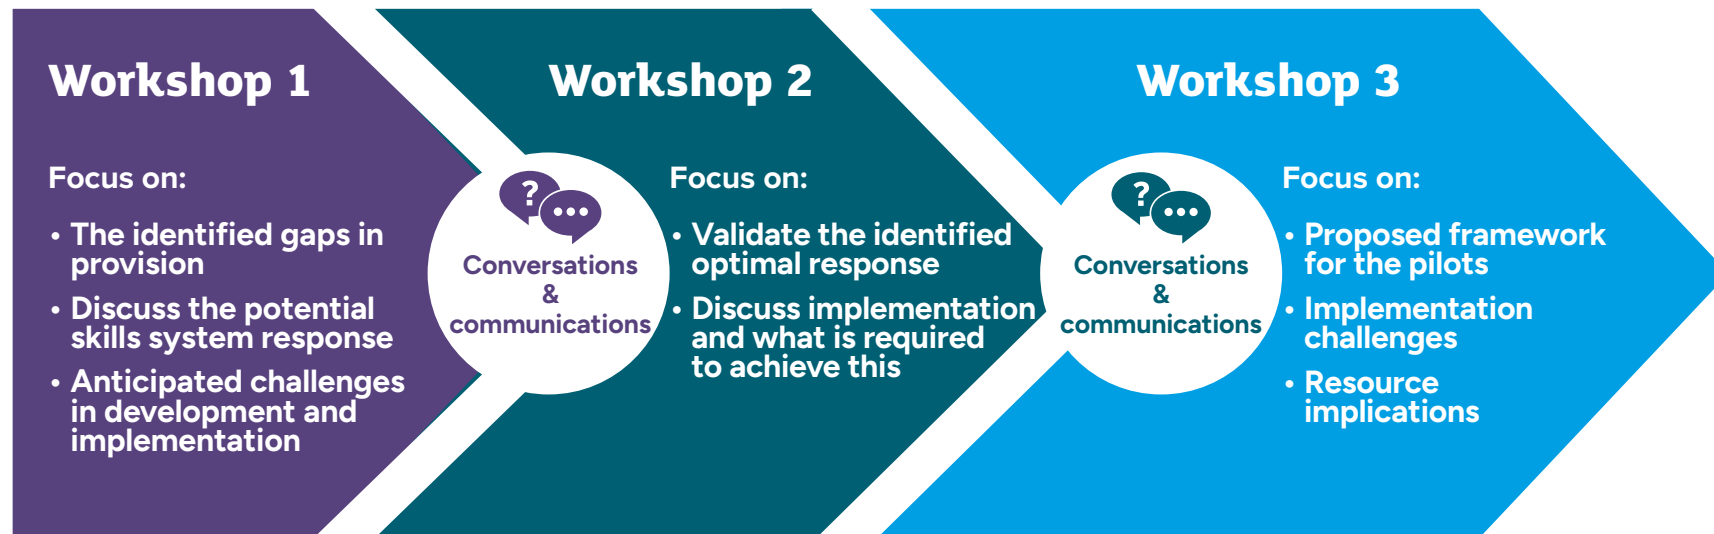 Workshop 1
Focus on:
• The identified gaps in
provision
• Discuss the potential
skills system response
• Anticipated challenges
in development and
implementation
?
Conversations
&
communications
Workshop 2
Focus on:
• Validate the identified
optimal response
• Discuss implementation
and what is required
to achieve this
?
Conversations
&
communications
Workshop 3
Focus on:
• Proposed framework
for the pilots
• Implementation
challenges
• Resource
implications